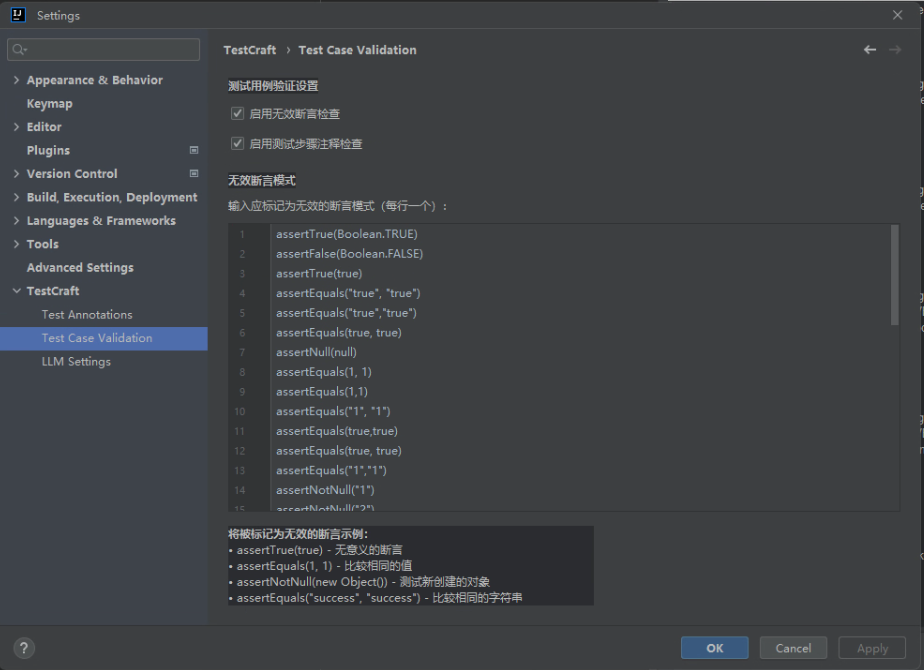 IJ
Settings
TestCraft › Test Case Validation
Appearance & Behavior
Keymap
Editor
Plugins
Version Control
Build, Execution, Deployment
Languages & Frameworks
Tools
Advanced Settings
TestCraft
Test Annotations
Test Case Validation
LLM Settings
测试用例验证设置
启用无效断言检查
启用测试步骤注释检查
无效断言模式
输入应标记为无效的断言模式（每行一个）：
1 assertTrue(Boolean.TRUE)
2 assertFalse(Boolean.FALSE)
3 assertTrue(true)
4 assertEquals("true", "true")
5 assertEquals("true","true")
6 assertEquals(true, true)
7 assertNull(null)
8 assertEquals(1, 1)
9 assertEquals(1,1)
10 assertEquals("1", "1")
11 assertEquals(true,true)
12 assertEquals(true, true)
13 assertEquals("1","1")
14 assertNotNull("1")
15 assertNotNull("2")
将被标记为无效的断言示例：
• assertTrue(true) - 无意义的断言
• assertEquals(1, 1) - 比较相同的值
• assertNotNull(new Object()) - 测试新创建的对象
• assertEquals("success", "success") - 比较相同的字符串
?
OK
Cancel
Apply